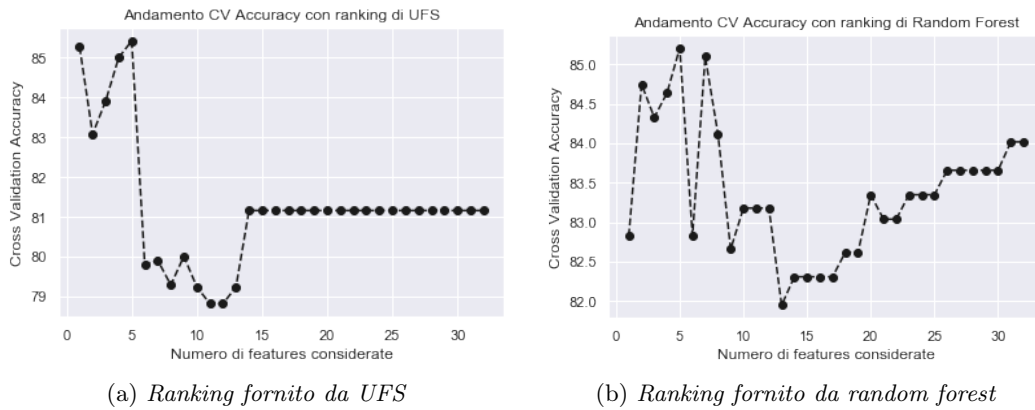 Andamento CV Accuracy con ranking di UFS
Cross Validation Accuracy
85
84
83
82
81
80
79
0 5 10 15 20 25 30
Numero di features considerate
(a) Ranking fornito da UFS
Andamento CV Accuracy con ranking di Random Forest
Cross Validation Accuracy
85.0
84.5
84.0
83.5
83.0
82.5
82.0
0 5 10 15 20 25 30
Numero di features considerate
(b) Ranking fornito da random forest